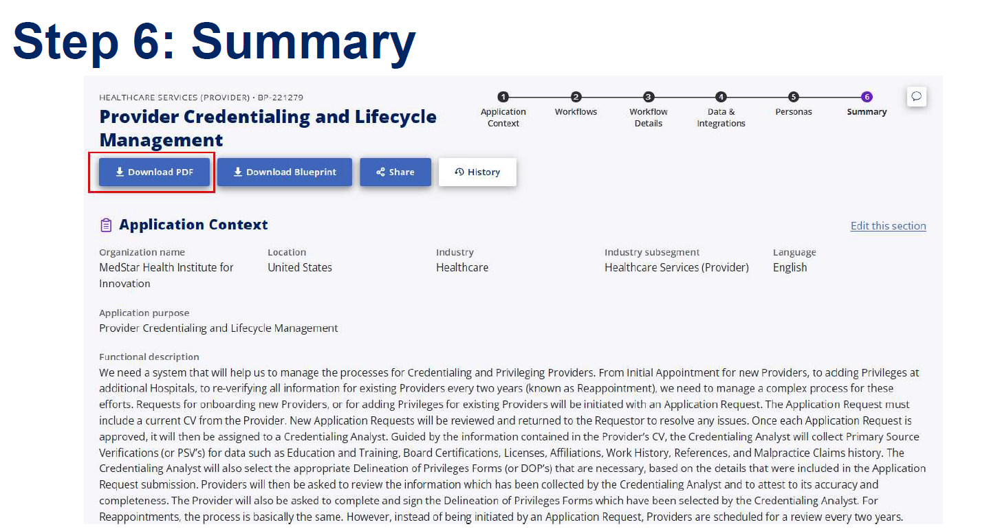 Step 6: Summary
HEALTHCARE SERVICES (PROVIDER) • BP-221279
Provider Credentialing and Lifecycle
Management
1
2
3
4
5
6
Application
Context
Workflows
Workflow
Details
Data &
Integrations
Personas
Summary
Download PDF
Download Blueprint
Share
History
Application Context
Edit this section
Organization name
MedStar Health Institute for
Innovation
Location
United States
Industry
Healthcare
Industry subsegment
Healthcare Services (Provider)
Language
English
Application purpose
Provider Credentialing and Lifecycle Management
Functional description
We need a system that will help us to manage the processes for Credentialing and Privileging Providers. From Initial Appointment for new Providers, to adding Privileges at
additional Hospitals, to re-verifying all information for existing Providers every two years (known as Reappointment), we need to manage a complex process for these
efforts. Requests for onboarding new Providers, or for adding Privileges for existing Providers will be initiated with an Application Request. The Application Request must
include a current CV from the Provider. New Application Requests will be reviewed and returned to the Requestor to resolve any issues. Once each Application Request is
approved, it will then be assigned to a Credentialing Analyst. Guided by the information contained in the Provider's CV, the Credentialing Analyst will collect Primary Source
Verifications (or PSV's) for data such as Education and Training, Board Certifications, Licenses, Affiliations, Work History, References, and Malpractice Claims history. The
Credentialing Analyst will also select the appropriate Delineation of Privileges Forms (or DOP's) that are necessary, based on the details that were included in the Application
Request submission. Providers will then be asked to review the information which has been collected by the Credentialing Analyst and to attest to its accuracy and
completeness. The Provider will also be asked to complete and sign the Delineation of Privileges Forms which have been selected by the Credentialing Analyst. For
Reappointments, the process is basically the same. However, instead of being initiated by an Application Request, Providers are scheduled for a review every two years.